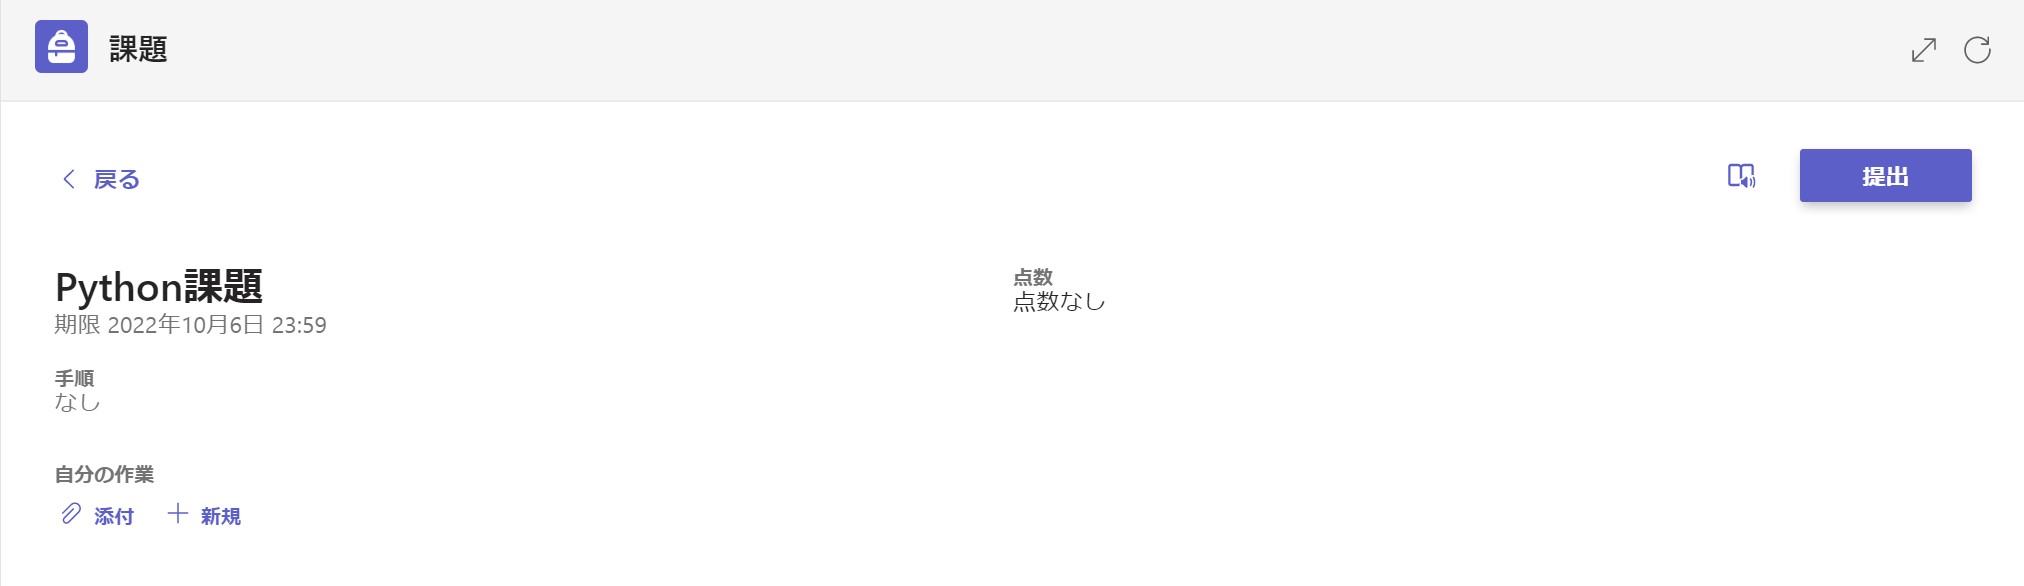 課題
戻る
提出
Python課題
期限 2022年10月6日 23:59
点数
点数なし
手順
なし
自分の作業
添付
新規